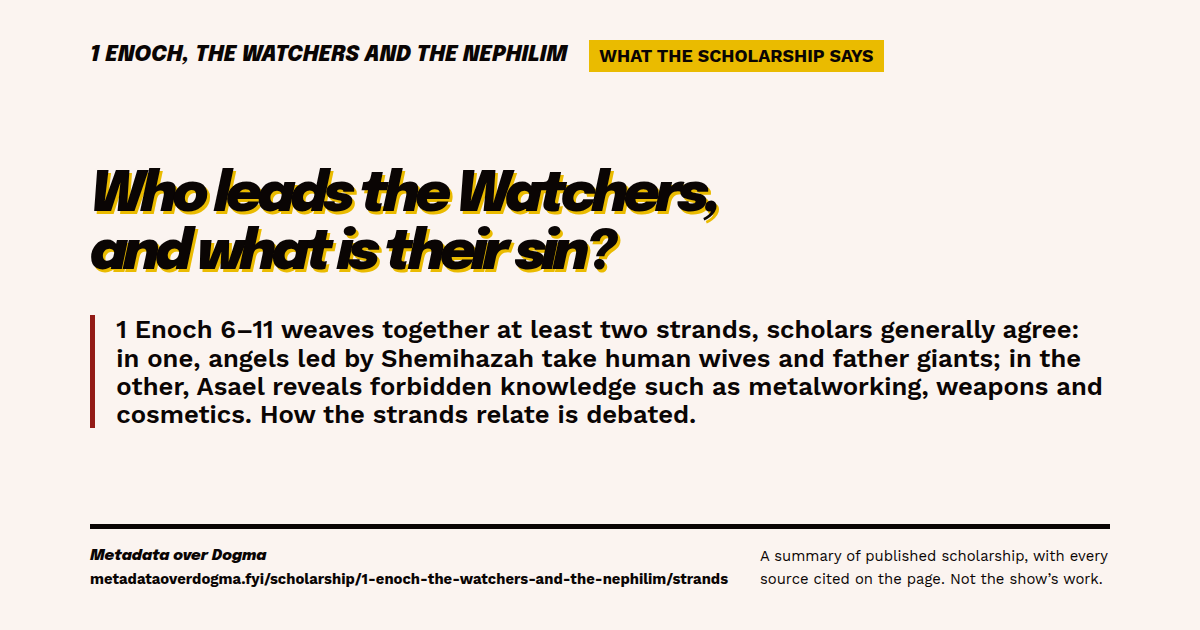 1 ENOCH, THE WATCHERS AND THE NEPHILIM
WHAT THE SCHOLARSHIP SAYS
Who leads the Watchers,
and what is their sin?
1 Enoch 6–11 weaves together at least two strands, scholars generally agree:
in one, angels led by Shemihazah take human wives and father giants; in the
other, Asael reveals forbidden knowledge such as metalworking, weapons and
cosmetics. How the strands relate is debated.
Metadata over Dogma
metadataoverdogma.fyi/scholarship/1-enoch-the-watchers-and-the-nephilim/strands
A summary of published scholarship, with every
source cited on the page. Not the show’s work.